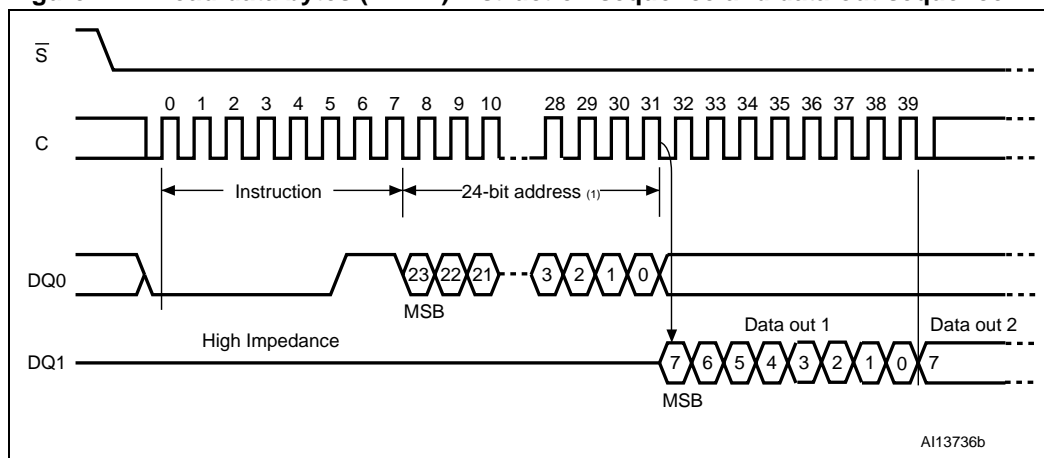 S
0 1 2 3 4 5 6 7 8 9 10 28 29 30 31 32 33 34 35 36 37 38 39
C
Instruction 24-bit address (1)
DQ0 23 22 21 3 2 1 0
MSB
High Impedance Data out 1 Data out 2
DQ1 7 6 5 4 3 2 1 0 7
MSB
AI13736b